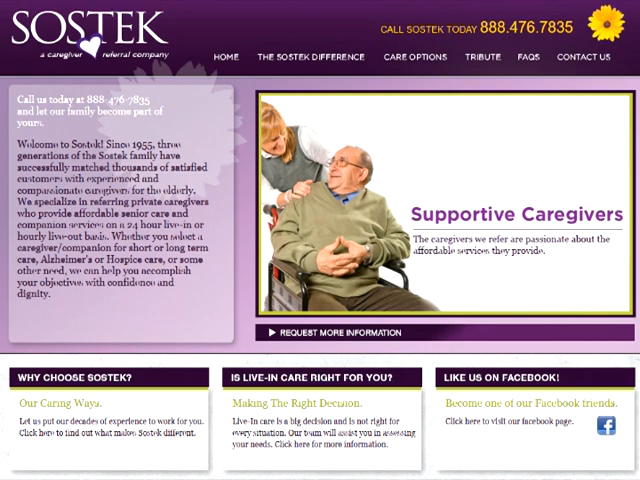 SOSTEK
a caregiver referral company
CALL SOSTEK TODAY 888.476.7835
HOME THE SOSTEK DIFFERENCE CARE OPTIONS TRIBUTE FAQS CONTACT US
Call us today at 888-476-7835
and let our family become part of
yours.
Welcome to Sostek! Since 1955, three
generations of the Sostek family have
successfully matched thousands of satisfied
customers with experienced and
compassionate caregivers for the elderly.
We specialize in referring private caregivers
who provide affordable senior care and
companion services on a 24 hour live-in or
hourly live-out basis. Whether you select a
caregiver/companion for short or long term
care, Alzheimer's or Hospice care, or some
other need, we can help you accomplish
your objectives with confidence and
dignity.
Supportive Caregivers
The caregivers we refer are passionate about the
affordable services they provide.
REQUEST MORE INFORMATION
WHY CHOOSE SOSTEK?
Our Caring Ways.
Let us put our decades of experience to work for you.
Click here to find out what makes Sostek different.
IS LIVE-IN CARE RIGHT FOR YOU?
Making The Right Decision.
Live-In care is a big decision and is not right for
every situation. Our team will assist you in assessing
your needs. Click here for more information.
LIKE US ON FACEBOOK!
Become one of our Facebook friends.
Click here to visit our facebook page.
f